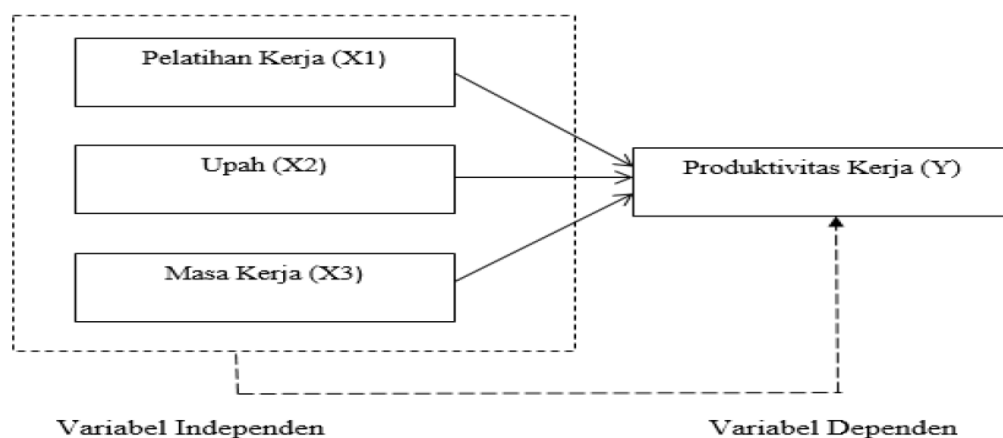 Pelatihan Kerja (X1)
Upah (X2)
Produktivitas Kerja (Y)
Masa Kerja (X3)
Variabel Independen
Variabel Dependen